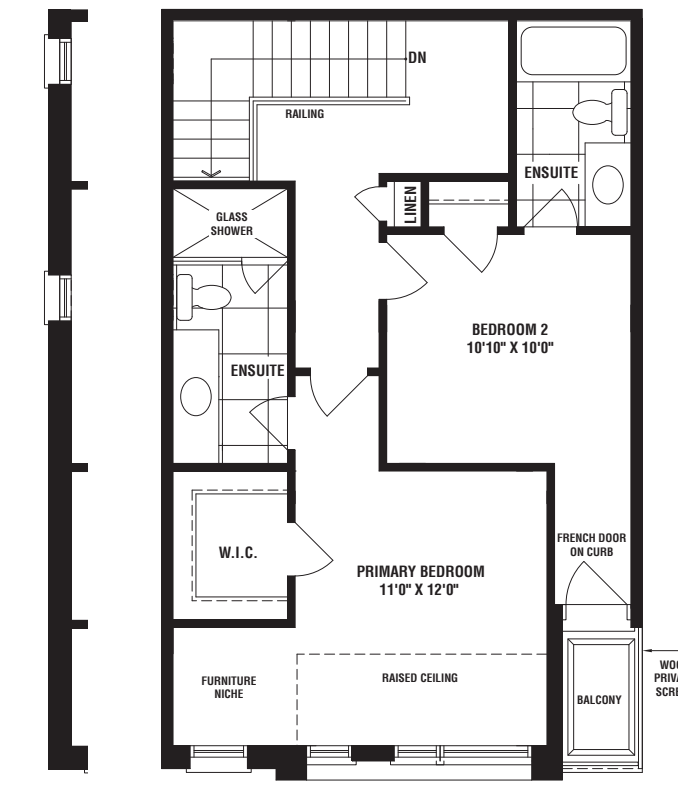 DN
RAILING
GLASS
SHOWER
LINEN
ENSUITE
BEDROOM 2
10'10" X 10'0"
ENSUITE
W.I.C.
FRENCH DOOR
ON CURB
PRIMARY BEDROOM
11'0" X 12'0"
FURNITURE
NICHE
RAISED CEILING
BALCONY